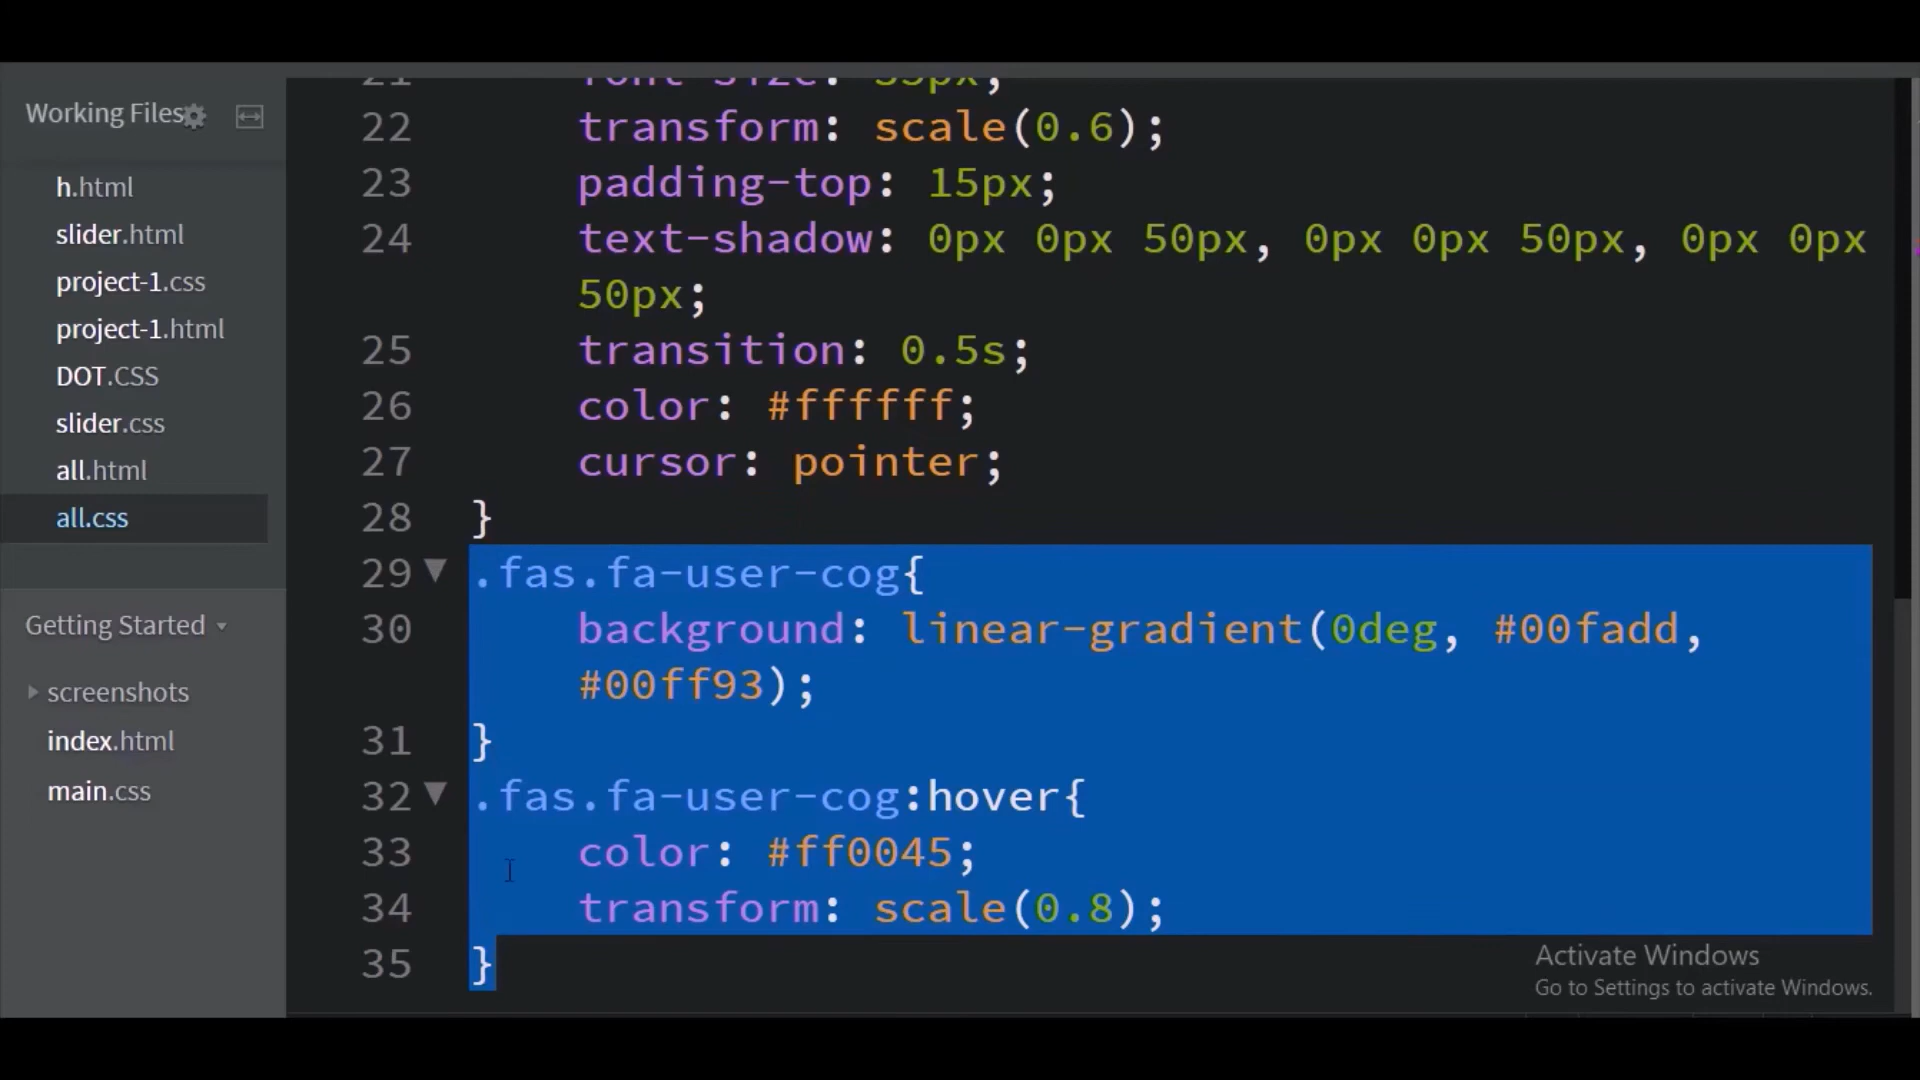 Working Files
h.html
slider.html
project-1.css
project-1.html
DOT.CSS
slider.css
all.html
all.css
Getting Started
screenshots
index.html
main.css
22 transform: scale(0.6);
23 padding-top: 15px;
24 text-shadow: 0px 0px 50px, 0px 0px 50px, 0px 0px
50px;
25 transition: 0.5s;
26 color: #ffffff;
27 cursor: pointer;
28 }
29 .fas.fa-user-cog{
30 background: linear-gradient(0deg, #00fadd,
#00ff93);
31 }
32 .fas.fa-user-cog:hover{
33 color: #ff0045;
34 transform: scale(0.8);
35 }
Activate Windows
Go to Settings to activate Windows.